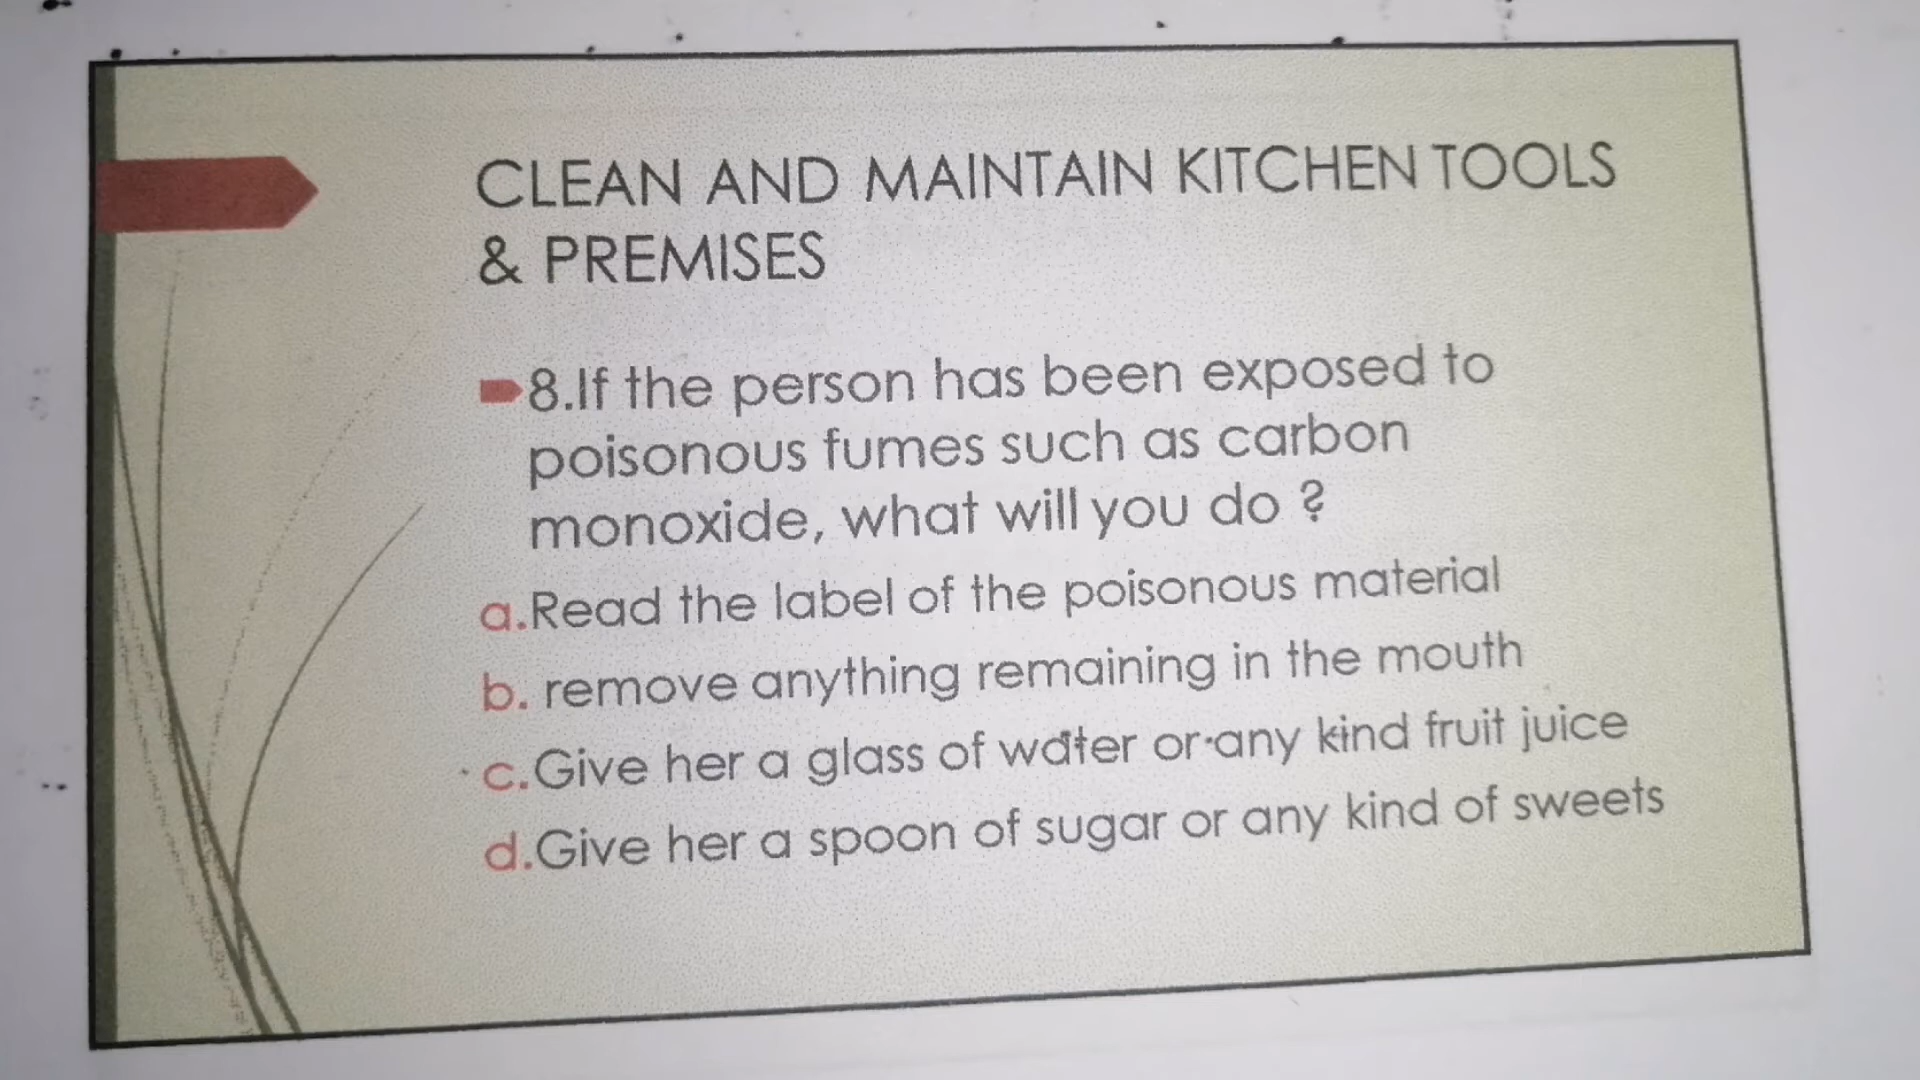 CLEAN AND MAINTAIN KITCHEN TOOLS
& PREMISES
8.If the person has been exposed to
poisonous fumes such as carbon
monoxide, what will you do ?
a.Read the label of the poisonous material
b. remove anything remaining in the mouth
c.Give her a glass of water or any kind fruit juice
d.Give her a spoon of sugar or any kind of sweets